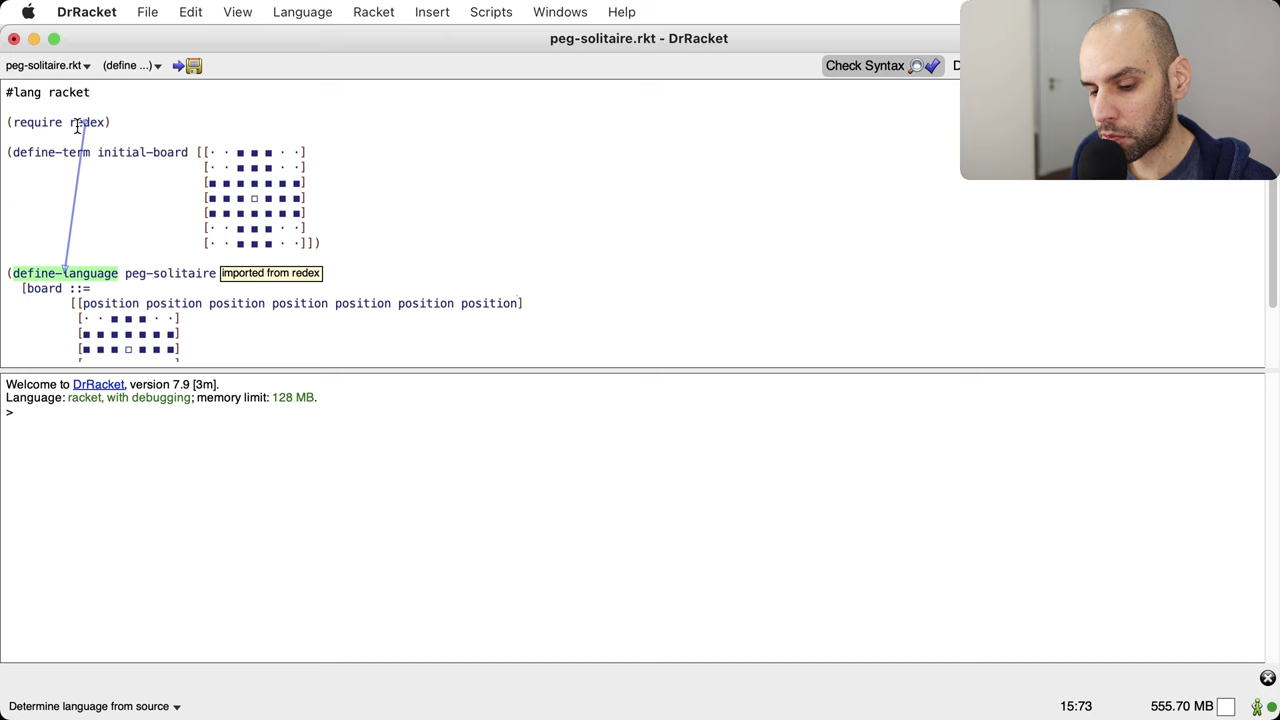 DrRacket File Edit View Language Racket Insert Scripts Windows Help
peg-solitaire.rkt - DrRacket
peg-solitaire.rkt (define ...) Check Syntax D
#lang racket
(require redex)
(define-term initial-board [[· · ■ ■ ■ · ·]
[· · ■ ■ ■ · ·]
[■ ■ ■ ■ ■ ■ ■]
[■ ■ ■ □ ■ ■ ■]
[■ ■ ■ ■ ■ ■ ■]
[· · ■ ■ ■ · ·]
[· · ■ ■ ■ · ·]])
(define-language peg-solitaire imported from redex
[board ::=
[[position position position position position position position]
[· · ■ ■ ■ · ·]
[■ ■ ■ ■ ■ ■ ■]
[■ ■ ■ □ ■ ■ ■]
Welcome to DrRacket, version 7.9 [3m].
Language: racket, with debugging; memory limit: 128 MB.
>
Determine language from source 15:73 555.70 MB